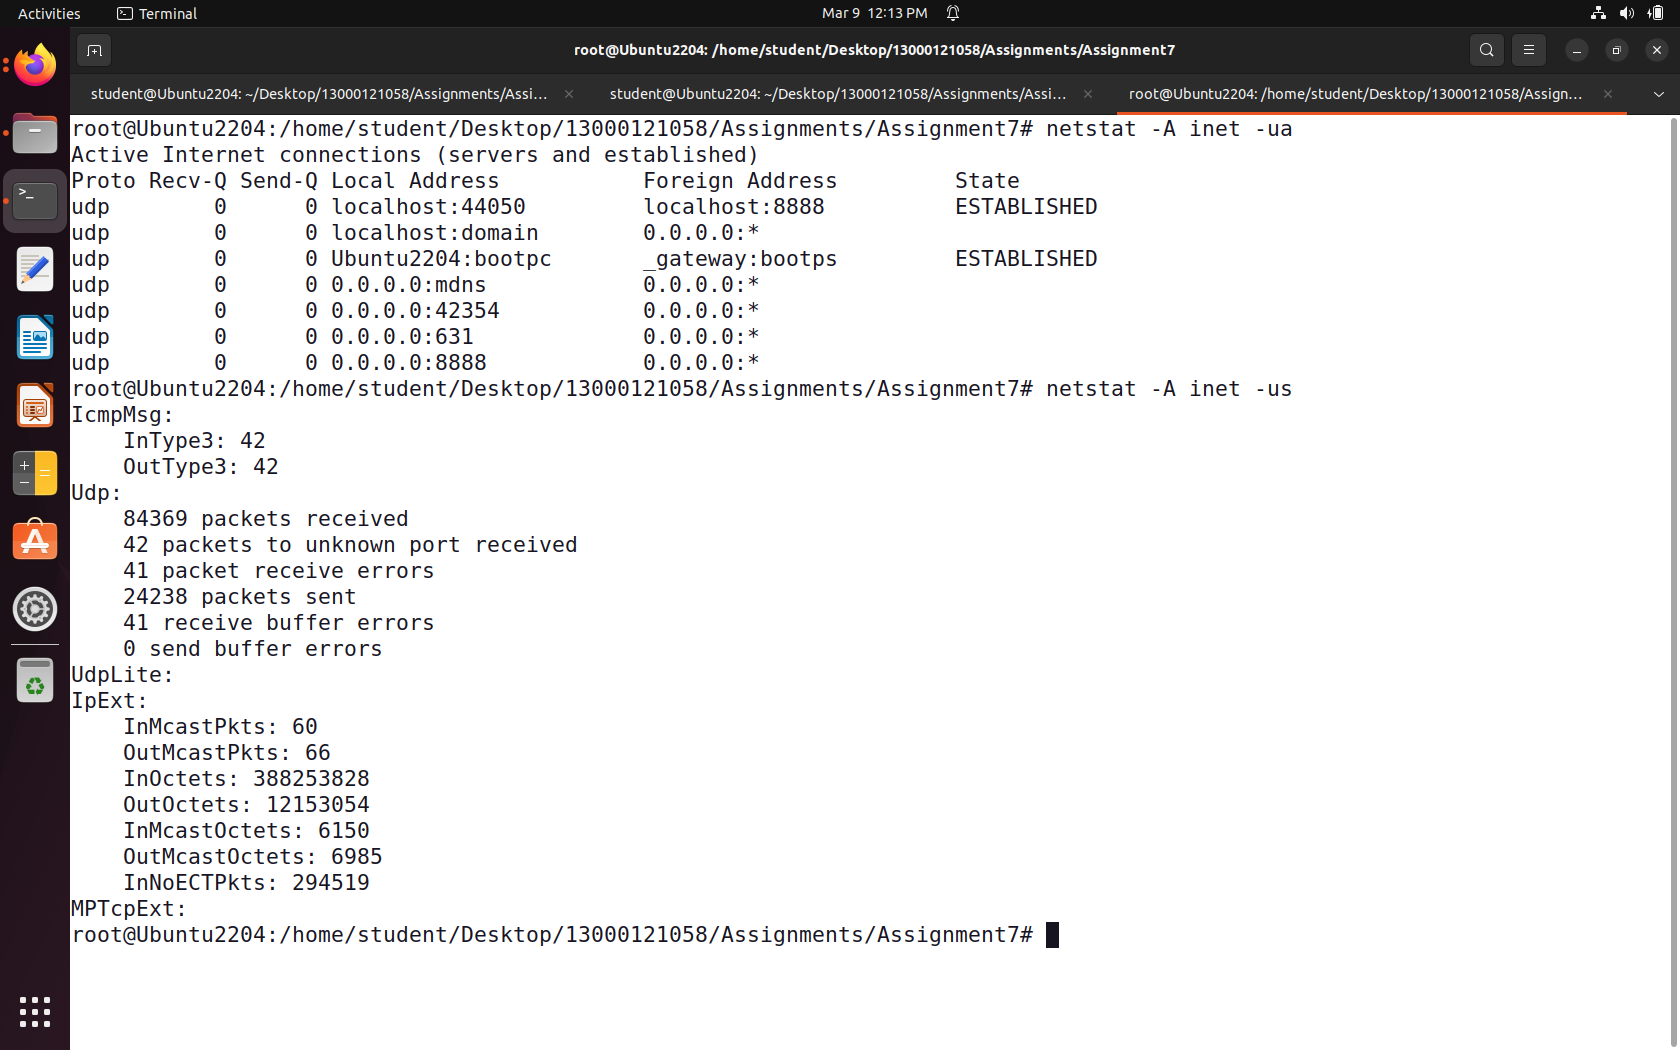 Activities
Terminal
Mar 9 12:13 PM
root@Ubuntu2204: /home/student/Desktop/13000121058/Assignments/Assignment7
student@Ubuntu2204: ~/Desktop/13000121058/Assignments/Assi...
student@Ubuntu2204: ~/Desktop/13000121058/Assignments/Assi...
root@Ubuntu2204: /home/student/Desktop/13000121058/Assign...
root@Ubuntu2204:/home/student/Desktop/13000121058/Assignments/Assignment7# netstat -A inet -ua
Active Internet connections (servers and established)
Proto Recv-Q Send-Q Local Address           Foreign Address         State
udp        0      0 localhost:44050         localhost:8888          ESTABLISHED
udp        0      0 localhost:domain        0.0.0.0:*
udp        0      0 Ubuntu2204:bootpc       _gateway:bootps         ESTABLISHED
udp        0      0 0.0.0.0:mdns            0.0.0.0:*
udp        0      0 0.0.0.0:42354           0.0.0.0:*
udp        0      0 0.0.0.0:631             0.0.0.0:*
udp        0      0 0.0.0.0:8888            0.0.0.0:*
root@Ubuntu2204:/home/student/Desktop/13000121058/Assignments/Assignment7# netstat -A inet -us
IcmpMsg:
    InType3: 42
    OutType3: 42
Udp:
    84369 packets received
    42 packets to unknown port received
    41 packet receive errors
    24238 packets sent
    41 receive buffer errors
    0 send buffer errors
UdpLite:
IpExt:
    InMcastPkts: 60
    OutMcastPkts: 66
    InOctets: 388253828
    OutOctets: 12153054
    InMcastOctets: 6150
    OutMcastOctets: 6985
    InNoECTPkts: 294519
MPTcpExt:
root@Ubuntu2204:/home/student/Desktop/13000121058/Assignments/Assignment7#